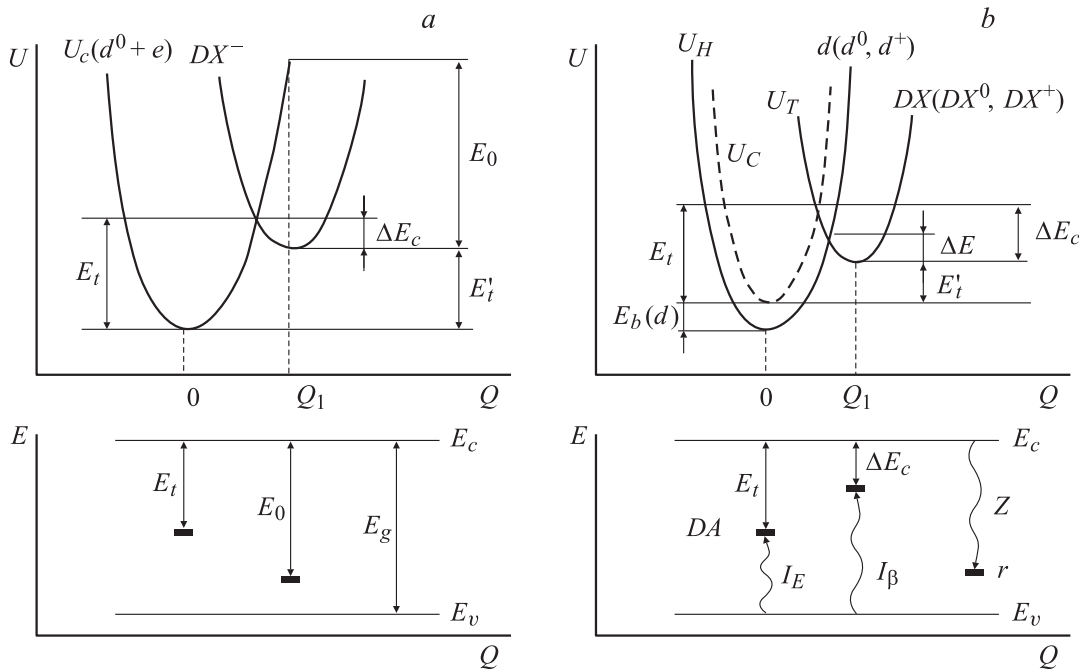 a
U
U_c(d^0 + e)
DX^−
E_0
ΔE_c
E_t
E'_t
0
Q_1
Q
E
E_c
E_t
E_0
E_g
E_v
Q
b
U
U_H
d(d^0, d^+)
U_T
DX(DX^0, DX^+)
U_C
E_t
ΔE
ΔE_c
E'_t
E_b(d)
0
Q_1
Q
E
E_c
ΔE_c
E_t
Z
DA
I_E
I_β
r
E_v
Q